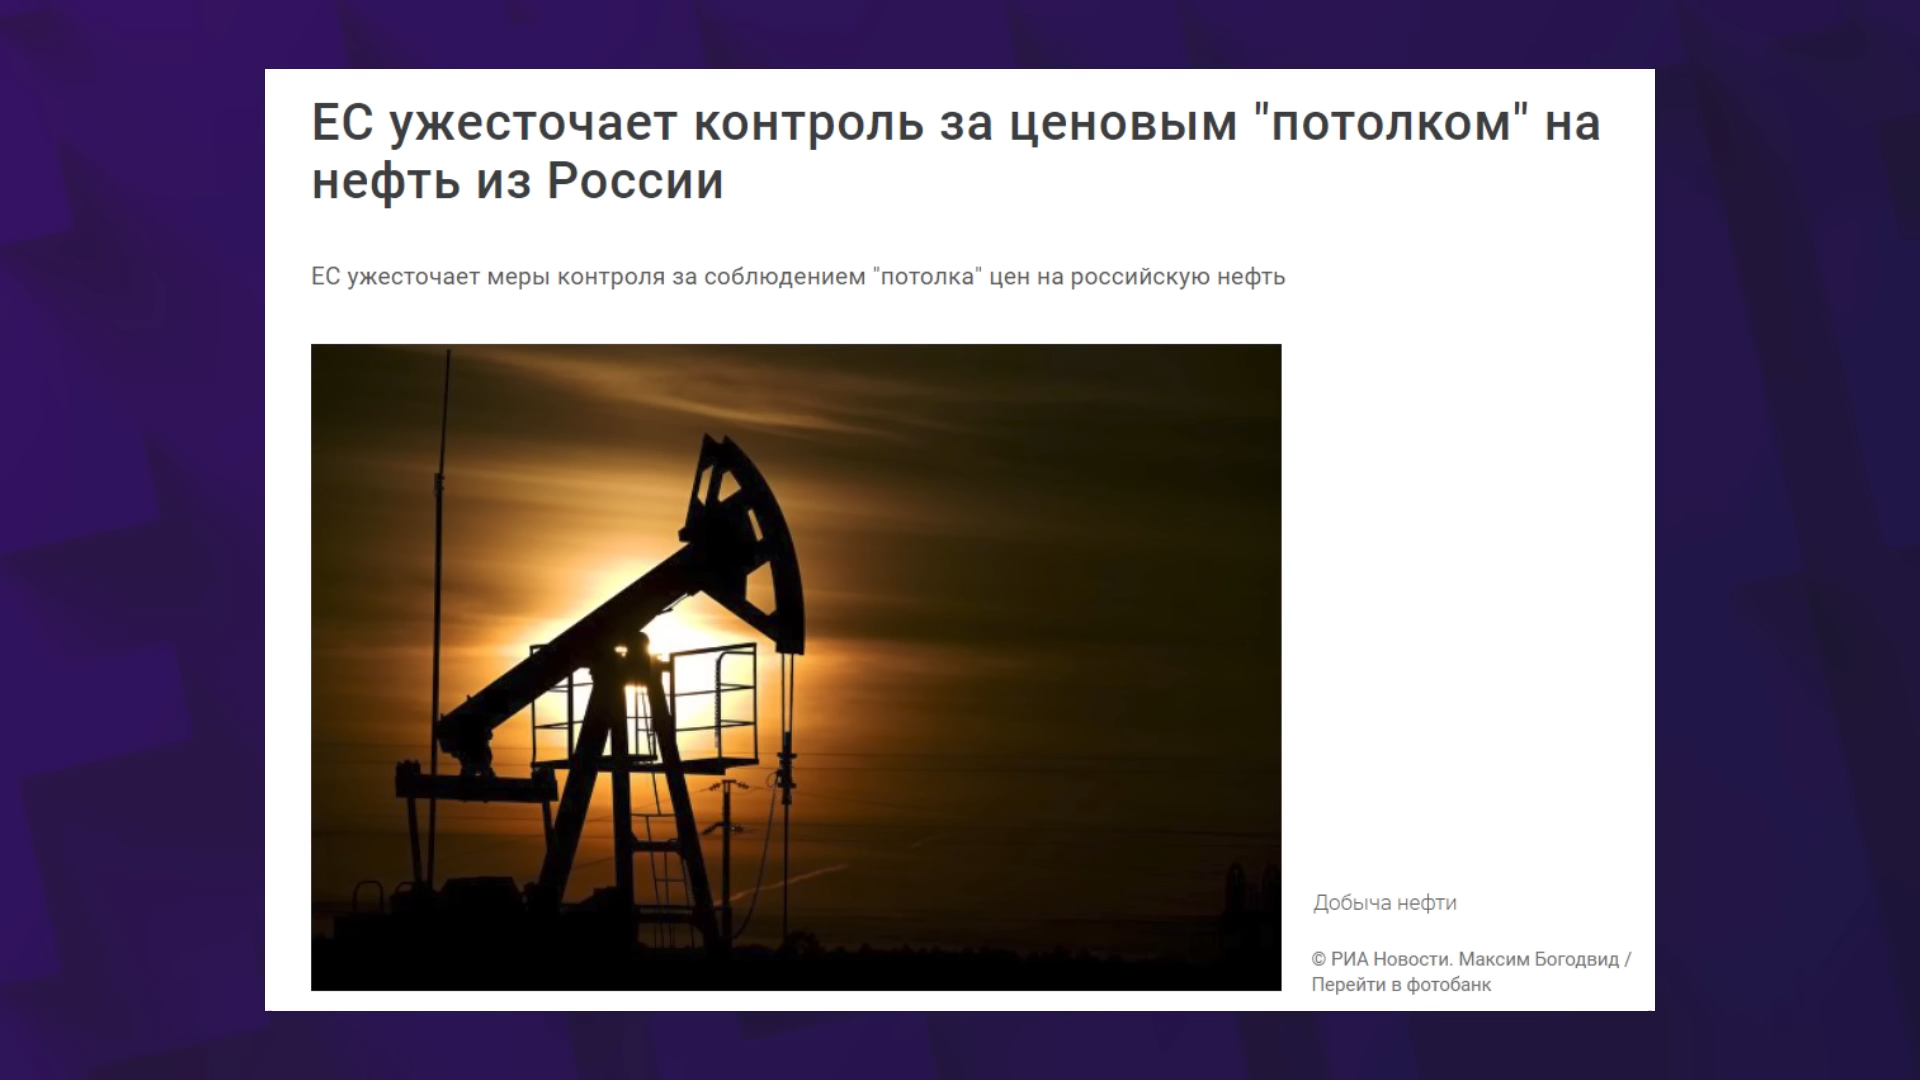 ЕС ужесточает контроль за ценовым "потолком" на
нефть из России
ЕС ужесточает меры контроля за соблюдением "потолка" цен на российскую нефть
Добыча нефти
© РИА Новости. Максим Богодвид /
Перейти в фотобанк